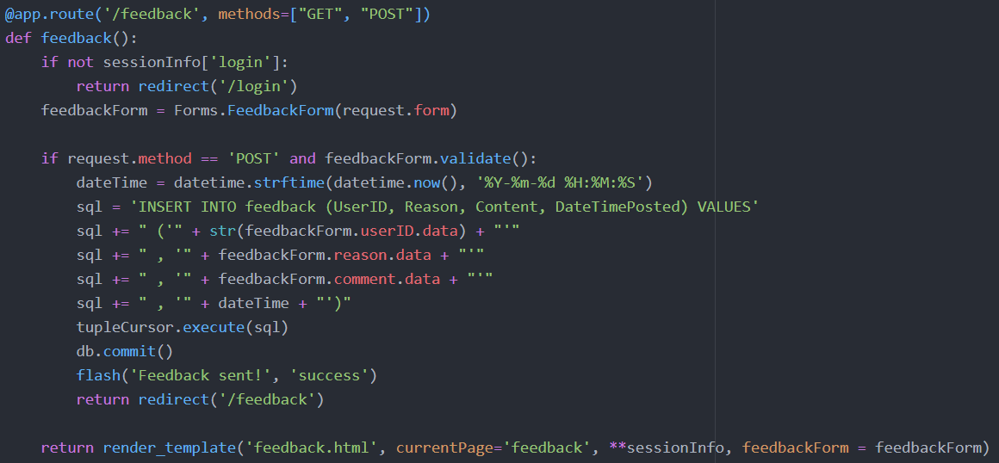 @app.route('/feedback', methods=["GET", "POST"])
def feedback():
    if not sessionInfo['login']:
        return redirect('/login')
    feedbackForm = Forms.FeedbackForm(request.form)

    if request.method == 'POST' and feedbackForm.validate():
        dateTime = datetime.strftime(datetime.now(), '%Y-%m-%d %H:%M:%S')
        sql = 'INSERT INTO feedback (UserID, Reason, Content, DateTimePosted) VALUES'
        sql += " ('" + str(feedbackForm.userID.data) + "'"
        sql += " , '" + feedbackForm.reason.data + "'"
        sql += " , '" + feedbackForm.comment.data + "'"
        sql += " , '" + dateTime + "')"
        tupleCursor.execute(sql)
        db.commit()
        flash('Feedback sent!', 'success')
        return redirect('/feedback')

    return render_template('feedback.html', currentPage='feedback', **sessionInfo, feedbackForm = feedbackForm)